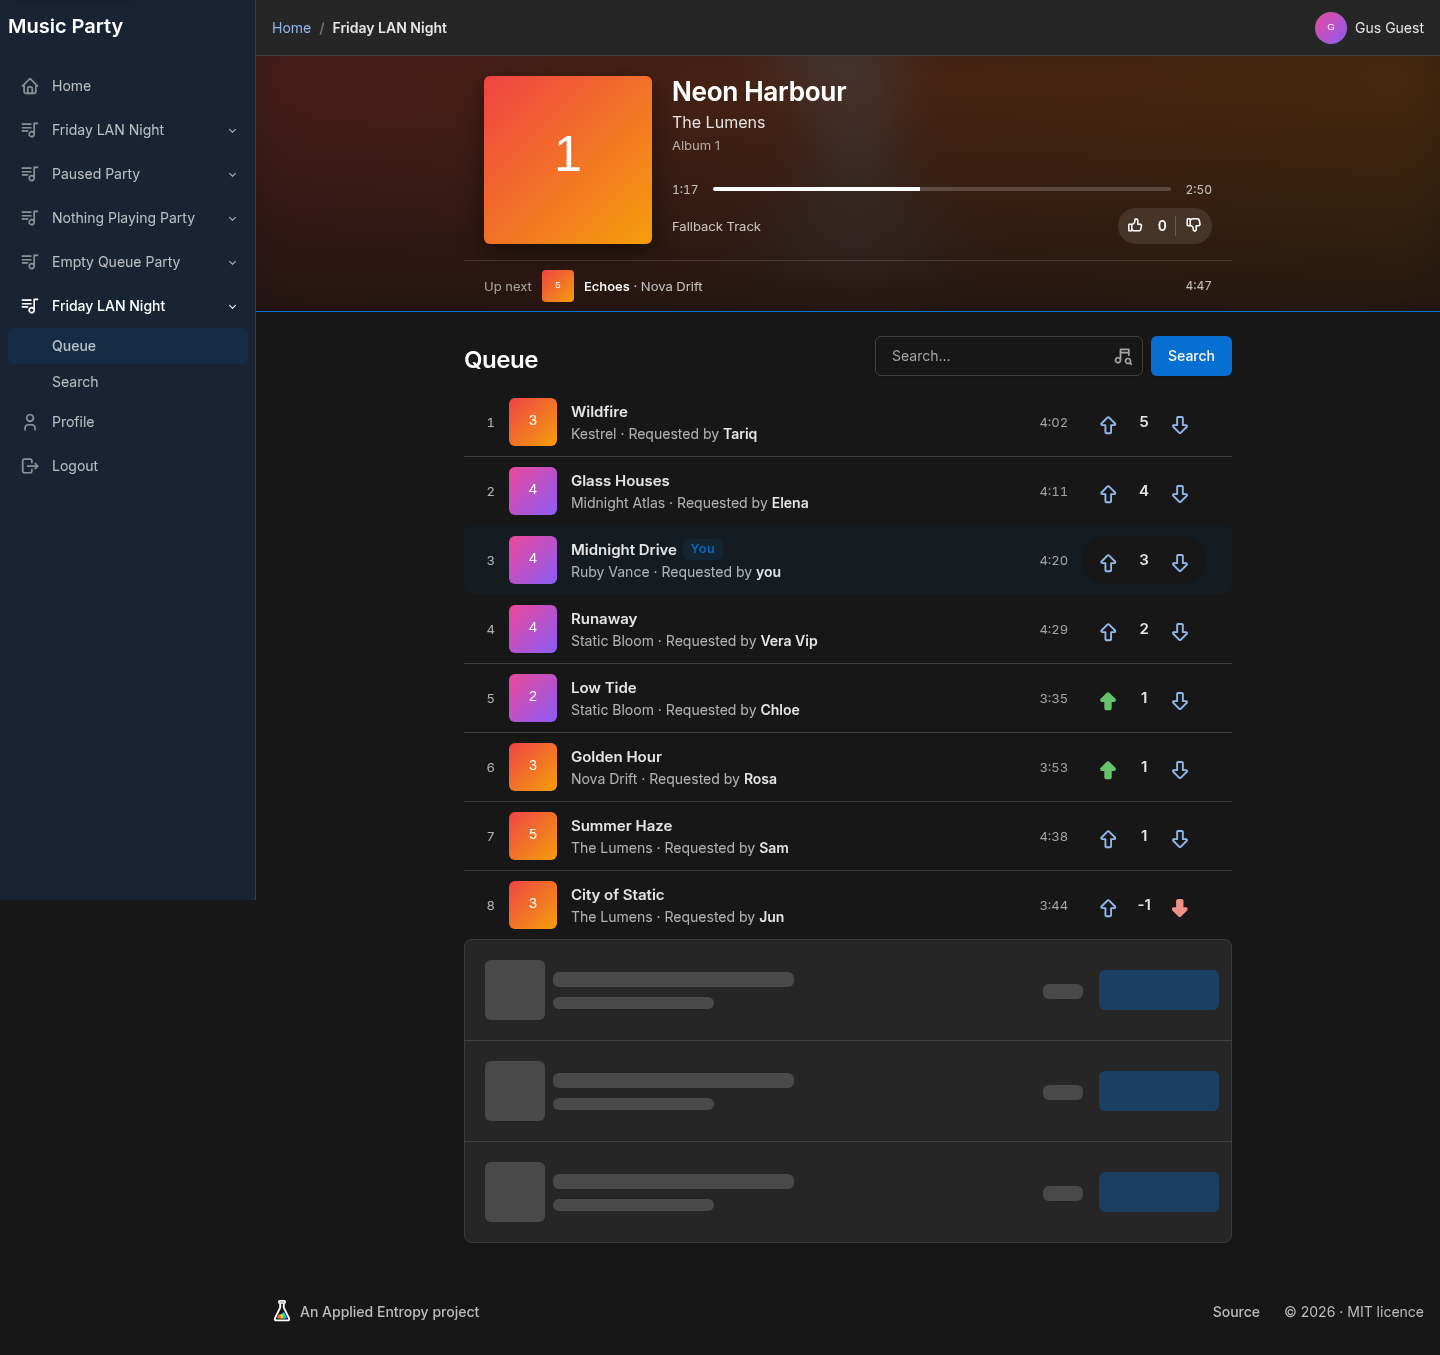 Music Party
Home
Friday LAN Night
Paused Party
Nothing Playing Party
Empty Queue Party
Friday LAN Night
Queue
Search
Profile
Logout
Home / Friday LAN Night
G Gus Guest
1
Neon Harbour
The Lumens
Album 1
1:17 2:50
Fallback Track 0
Up next 5 Echoes · Nova Drift 4:47
Queue
Search... Search
1 3 Wildfire 4:02 5
Kestrel · Requested by Tariq
2 4 Glass Houses 4:11 4
Midnight Atlas · Requested by Elena
3 4 Midnight Drive You 4:20 3
Ruby Vance · Requested by you
4 4 Runaway 4:29 2
Static Bloom · Requested by Vera Vip
5 2 Low Tide 3:35 1
Static Bloom · Requested by Chloe
6 3 Golden Hour 3:53 1
Nova Drift · Requested by Rosa
7 5 Summer Haze 4:38 1
The Lumens · Requested by Sam
8 3 City of Static 3:44 -1
The Lumens · Requested by Jun
An Applied Entropy project
Source © 2026 · MIT licence